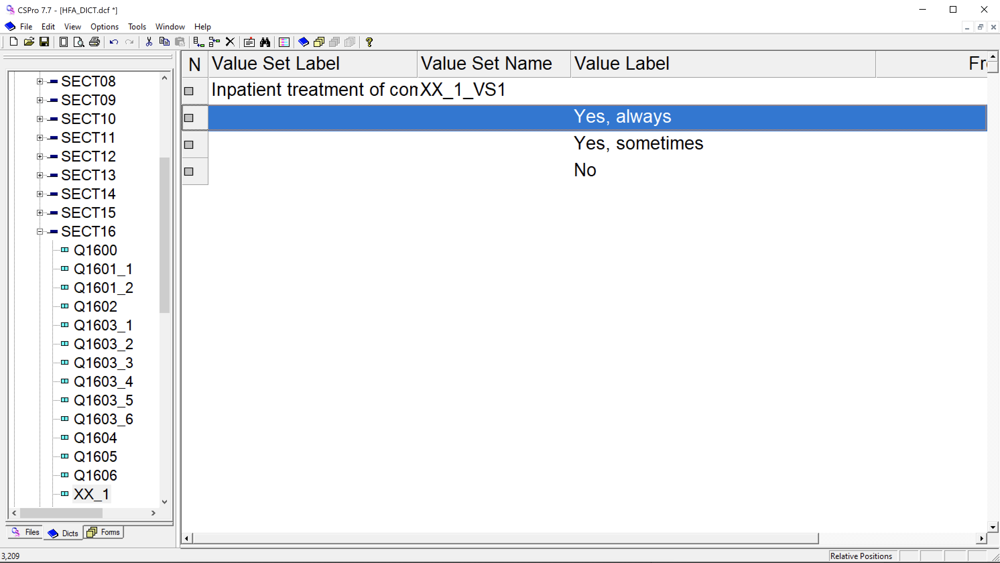 CSPro 7.7 - [HFA_DICT.dcf *]
File Edit View Options Tools Window Help
N Value Set Label Value Set Name Value Label Fr
Inpatient treatment of con XX_1_VS1
Yes, always
Yes, sometimes
No
SECT08
SECT09
SECT10
SECT11
SECT12
SECT13
SECT14
SECT15
SECT16
Q1600
Q1601_1
Q1601_2
Q1602
Q1603_1
Q1603_2
Q1603_3
Q1603_4
Q1603_5
Q1603_6
Q1604
Q1605
Q1606
XX_1
Files Dicts Forms
3,209 Relative Positions